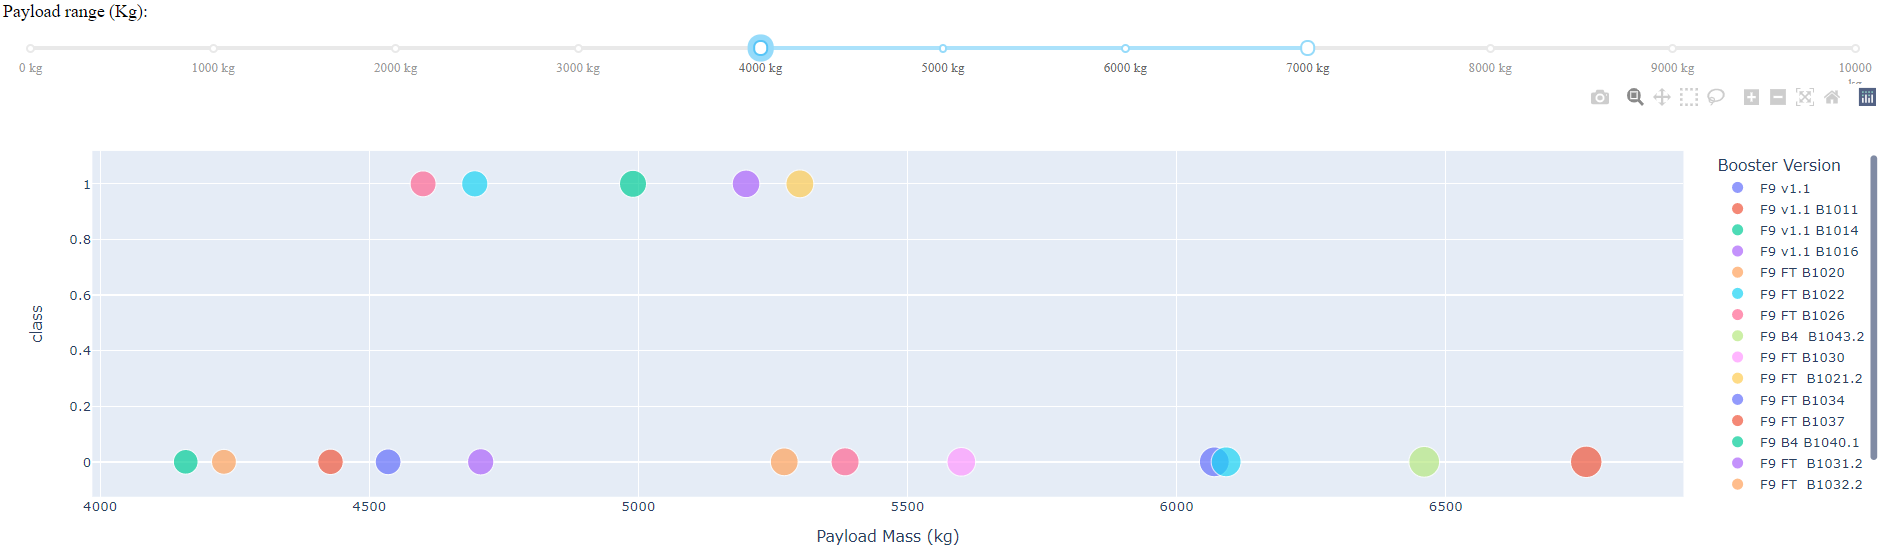 Payload range (Kg):
0 kg 1000 kg 2000 kg 3000 kg 4000 kg 5000 kg 6000 kg 7000 kg 8000 kg 9000 kg 10000
Booster Version
F9 v1.1
F9 v1.1 B1011
F9 v1.1 B1014
F9 v1.1 B1016
F9 FT B1020
F9 FT B1022
F9 FT B1026
F9 B4  B1043.2
F9 FT B1030
F9 FT  B1021.2
F9 FT B1034
F9 FT B1037
F9 B4 B1040.1
F9 FT  B1031.2
F9 FT  B1032.2
class
1
0.8
0.6
0.4
0.2
0
4000 4500 5000 5500 6000 6500
Payload Mass (kg)